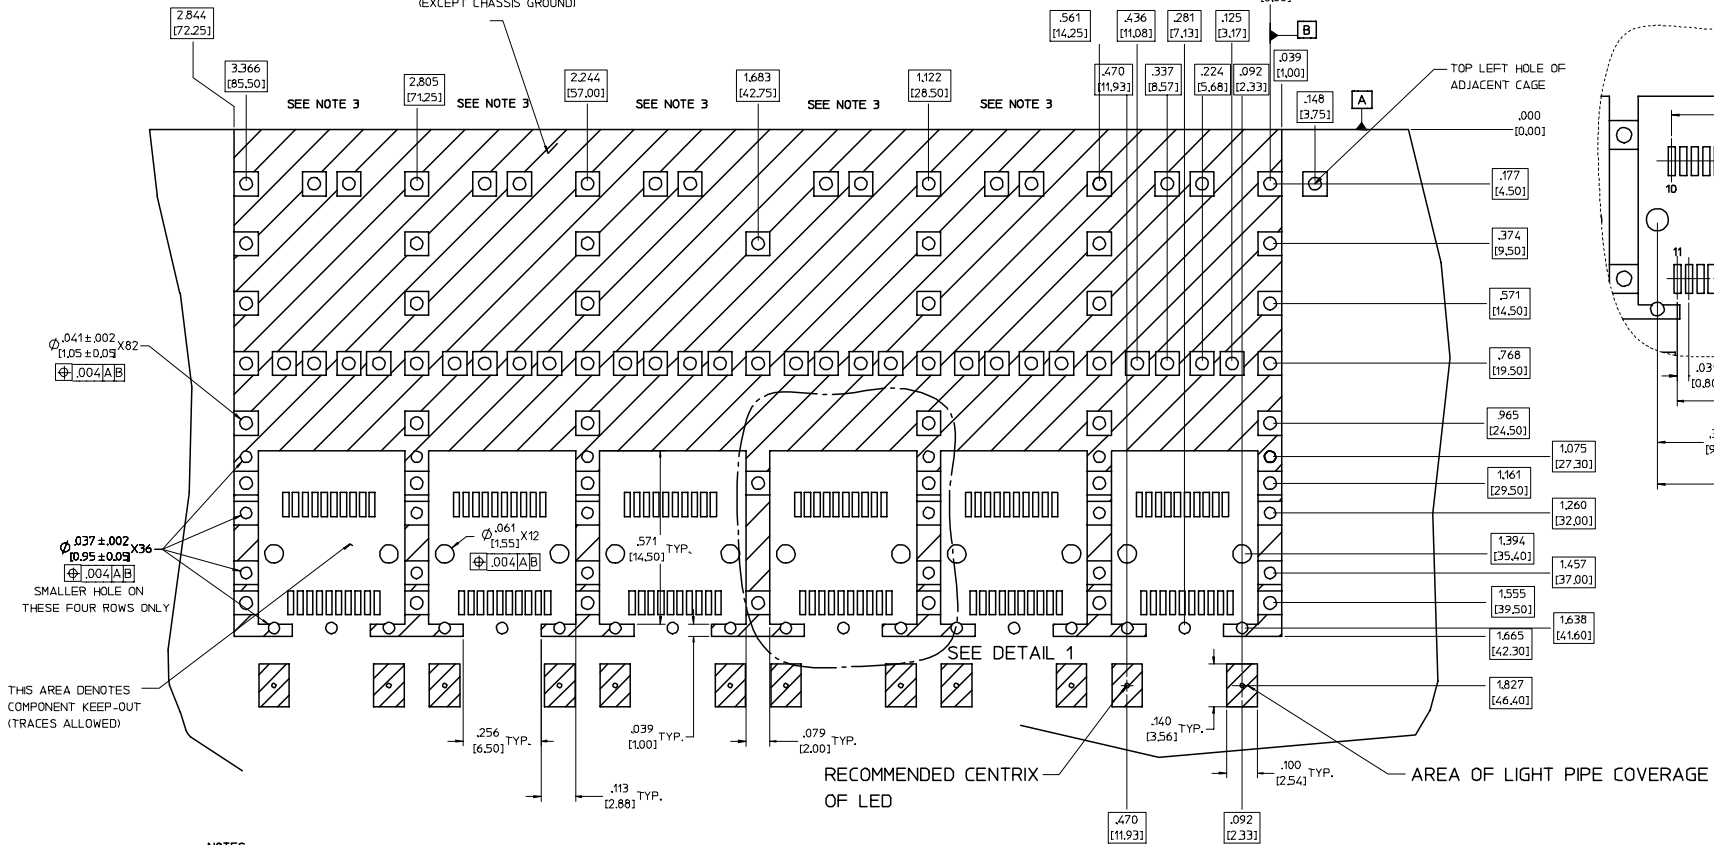 (EXCEPT CHASSIS GROUND)
2.844
[72.25]
3.366
[85.50]
SEE NOTE 3
2.805
[71.25]
SEE NOTE 3
2.244
[57.00]
SEE NOTE 3
1.683
[42.75]
SEE NOTE 3
1.122
[28.50]
SEE NOTE 3
.561
[14.25]
.436
[11.08]
.281
[7.13]
.125
[3.17]
B
.470
[11.93]
.337
[8.57]
.224
[5.68]
.092
[2.33]
.039
[1.00]
.148
[3.75]
A
TOP LEFT HOLE OF
ADJACENT CAGE
.000
[0.00]
.177
[4.50]
.374
[9.50]
.571
[14.50]
.768
[19.50]
.965
[24.50]
1.075
[27.30]
1.161
[29.50]
1.260
[32.00]
1.394
[35.40]
1.457
[37.00]
1.555
[39.50]
1.638
[41.60]
1.665
[42.30]
1.827
[46.40]
10
11
Ø .041±.002 X82
[1.05±0.05]
⌖ .004 A B
Ø .037±.002 X36
[0.95±0.05]
⌖ .004 A B
SMALLER HOLE ON
THESE FOUR ROWS ONLY
Ø .061 X12
[1.55]
⌖ .004 A B
.571
[14.50] TYP.
SEE DETAIL 1
THIS AREA DENOTES
COMPONENT KEEP-OUT
(TRACES ALLOWED)
.256
[6.50] TYP.
.039
[1.00] TYP.
.079
[2.00] TYP.
.113
[2.88] TYP.
.140
[3.56] TYP.
.100
[2.54] TYP.
RECOMMENDED CENTRIX
OF LED
AREA OF LIGHT PIPE COVERAGE
.470
[11.93]
.092
[2.33]
NOTES